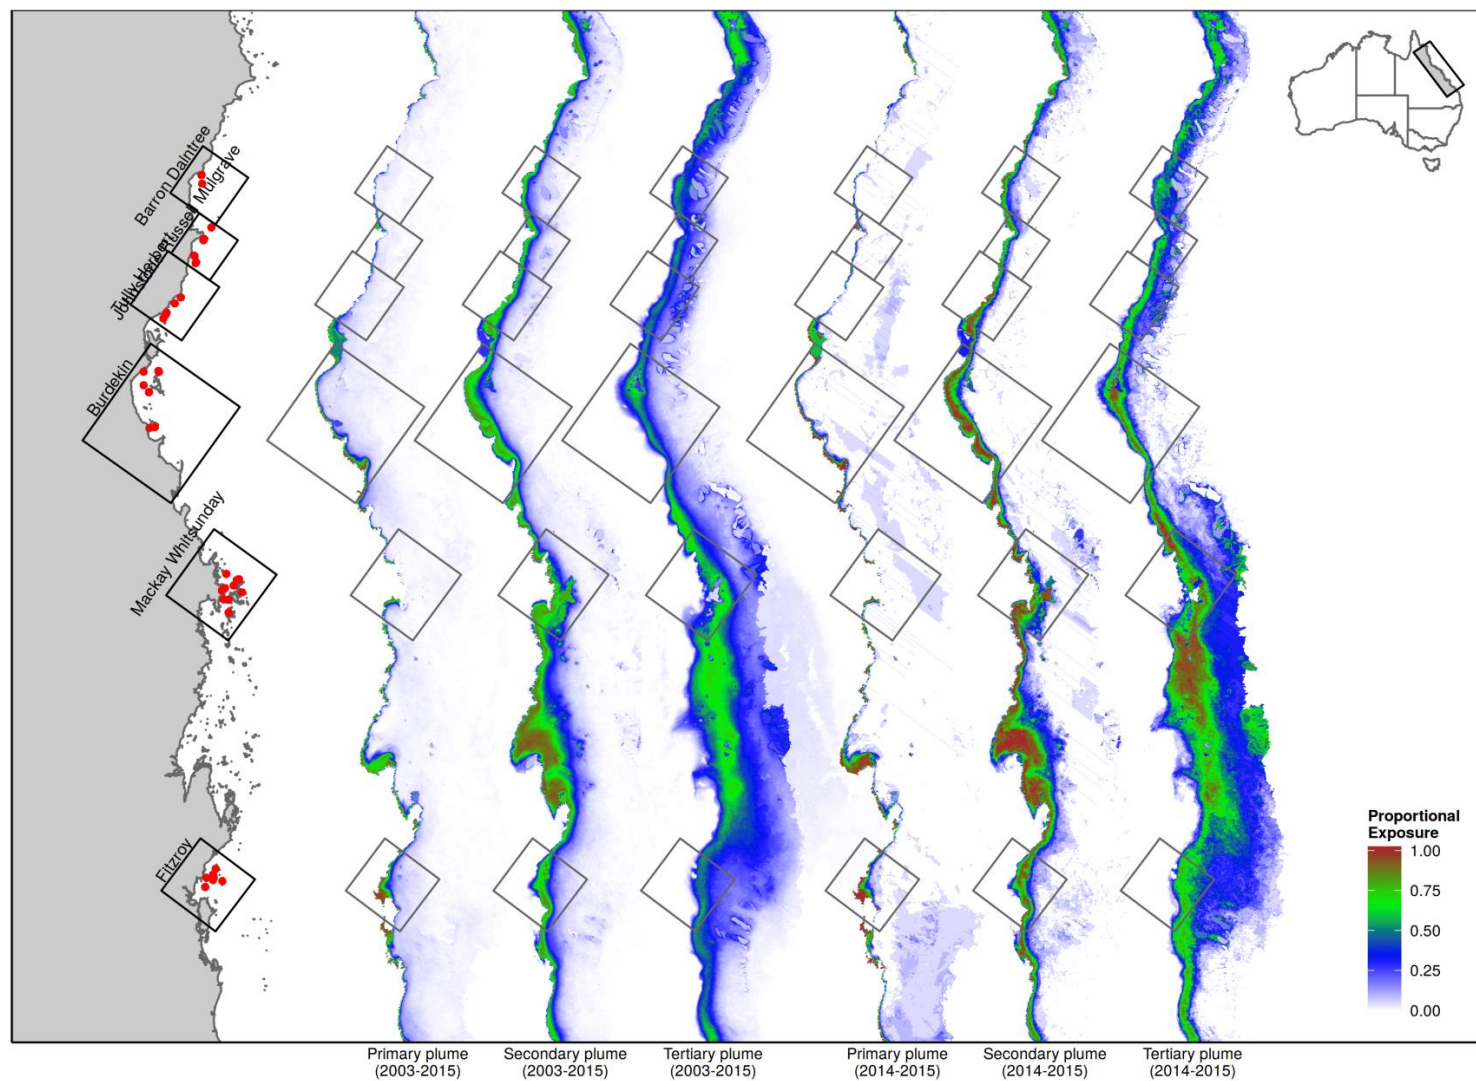 Barron Daintree
Mulgrave
Russell
Herbert
Tully
Johnstone
Burdekin
Mackay Whitsunday
Fitzroy
Proportional
Exposure
1.00
0.75
0.50
0.25
0.00
Primary plume
(2003-2015)
Secondary plume
(2003-2015)
Tertiary plume
(2003-2015)
Primary plume
(2014-2015)
Secondary plume
(2014-2015)
Tertiary plume
(2014-2015)